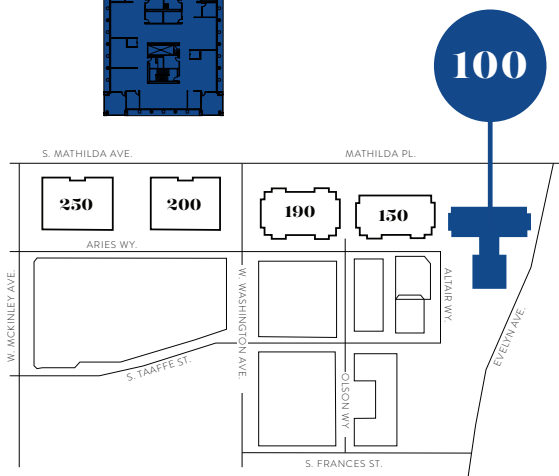 100
S. MATHILDA AVE.
MATHILDA PL.
250
200
190
150
ARIES WY.
W. MCKINLEY AVE.
W. WASHINGTON AVE.
ALTAIR WY
EVELYN AVE.
S. TAAFFE ST.
OLSON WY
S. FRANCES ST.